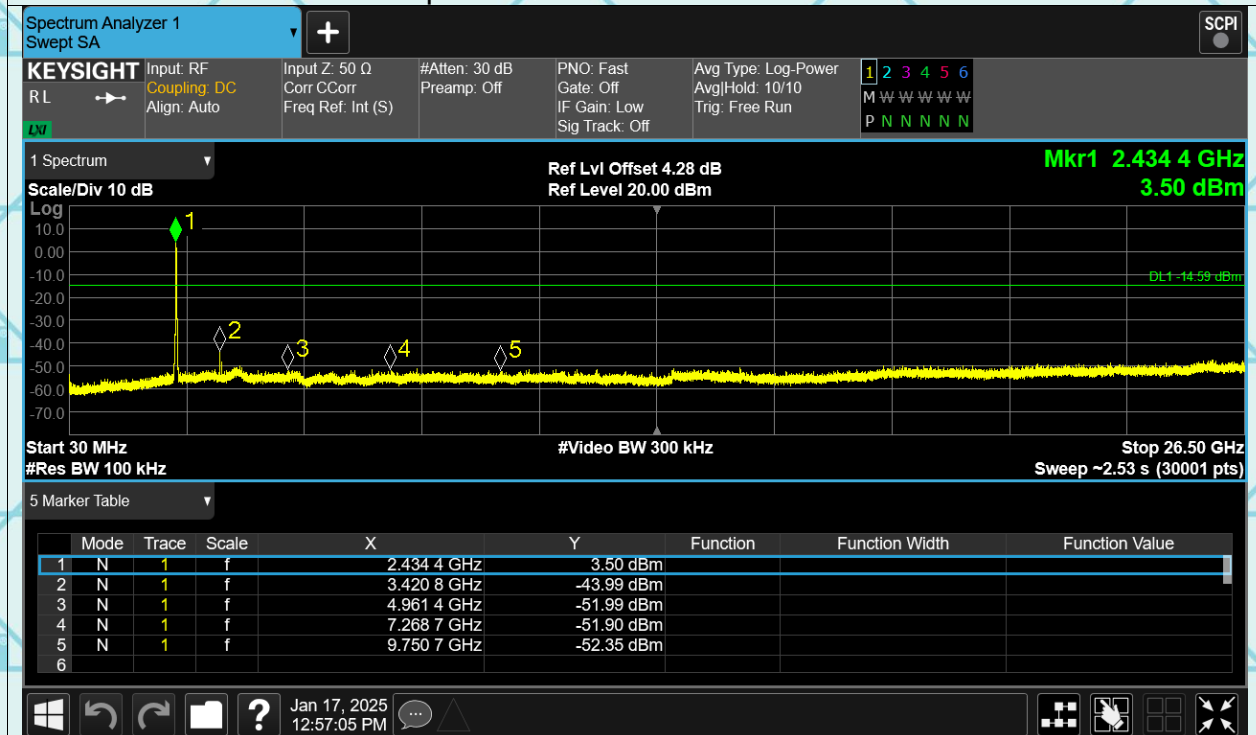 Spectrum Analyzer 1
Swept SA
+
SCPI
KEYSIGHT
RL
LXI
Input: RF
Coupling: DC
Align: Auto
Input Z: 50 Ω
Corr CCorr
Freq Ref: Int (S)
#Atten: 30 dB
Preamp: Off
PNO: Fast
Gate: Off
IF Gain: Low
Sig Track: Off
Avg Type: Log-Power
Avg|Hold: 10/10
Trig: Free Run
1 2 3 4 5 6
M W W W W W
P N N N N N
1 Spectrum
Scale/Div 10 dB
Ref Lvl Offset 4.28 dB
Ref Level 20.00 dBm
Mkr1 2.434 4 GHz
3.50 dBm
Log
10.0
0.00
-10.0
-20.0
-30.0
-40.0
-50.0
-60.0
-70.0
1
2
3
4
5
DL1 -14.59 dBm
Start 30 MHz
#Video BW 300 kHz
Stop 26.50 GHz
#Res BW 100 kHz
Sweep ~2.53 s (30001 pts)
5 Marker Table
Mode Trace Scale X Y Function Function Width Function Value
1 N 1 f 2.434 4 GHz 3.50 dBm
2 N 1 f 3.420 8 GHz -43.99 dBm
3 N 1 f 4.961 4 GHz -51.99 dBm
4 N 1 f 7.268 7 GHz -51.90 dBm
5 N 1 f 9.750 7 GHz -52.35 dBm
6
?
Jan 17, 2025
12:57:05 PM